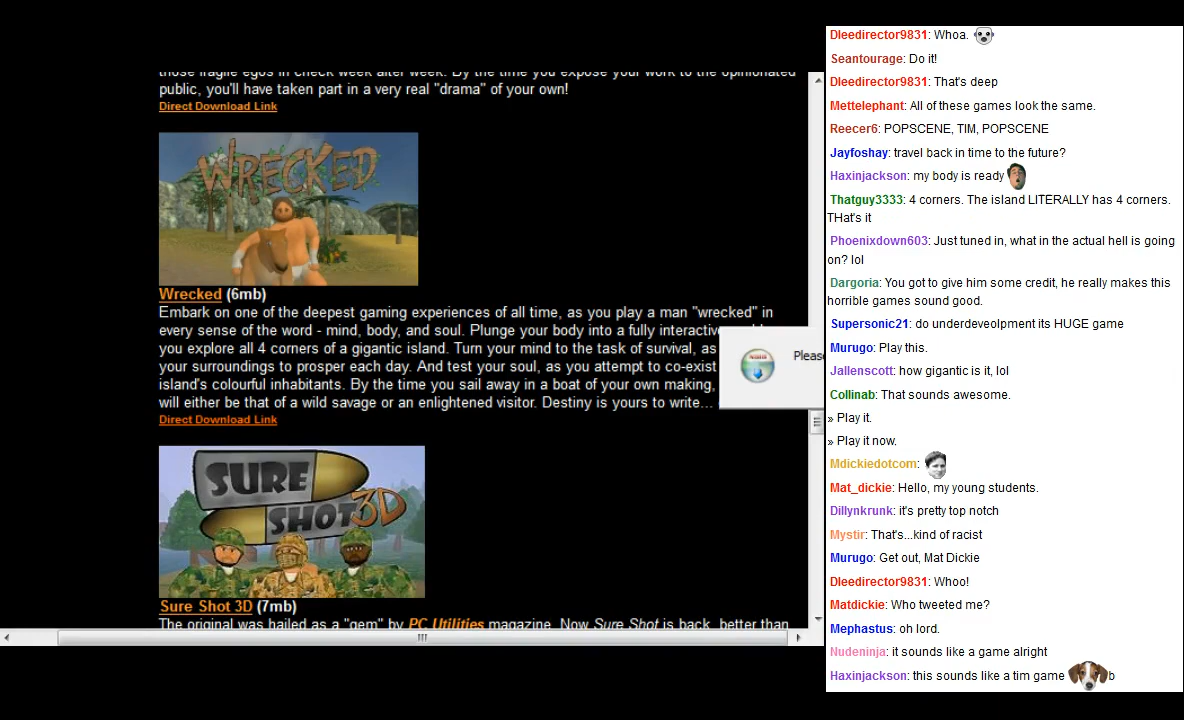 those fragile egos in check week after week. By the time you expose your work to the opinionated
public, you'll have taken part in a very real "drama" of your own!
Direct Download Link
WRECKED
Wrecked (6mb)
Embark on one of the deepest gaming experiences of all time, as you play a man "wrecked" in
every sense of the word - mind, body, and soul. Plunge your body into a fully interactive
you explore all 4 corners of a gigantic island. Turn your mind to the task of survival, as
your surroundings to prosper each day. And test your soul, as you attempt to co-exist
island's colourful inhabitants. By the time you sail away in a boat of your own making,
will either be that of a wild savage or an enlightened visitor. Destiny is yours to write...
Direct Download Link
Pleas
SURE
SHOT 3D
Sure Shot 3D (7mb)
The original was hailed as a "gem" by PC Utilities magazine. Now Sure Shot is back, better than
Dleedirector9831: Whoa.
Seantourage: Do it!
Dleedirector9831: That's deep
Mettelephant: All of these games look the same.
Reecer6: POPSCENE, TIM, POPSCENE
Jayfoshay: travel back in time to the future?
Haxinjackson: my body is ready
Thatguy3333: 4 corners. The island LITERALLY has 4 corners.
THat's it
Phoenixdown603: Just tuned in, what in the actual hell is going
on? lol
Dargoria: You got to give him some credit, he really makes this
horrible games sound good.
Supersonic21: do underdeveolpment its HUGE game
Murugo: Play this.
Jallenscott: how gigantic is it, lol
Collinab: That sounds awesome.
» Play it.
» Play it now.
Mdickiedotcom:
Mat_dickie: Hello, my young students.
Dillynkrunk: it's pretty top notch
Mystir: That's...kind of racist
Murugo: Get out, Mat Dickie
Dleedirector9831: Whoo!
Matdickie: Who tweeted me?
Mephastus: oh lord.
Nudeninja: it sounds like a game alright
Haxinjackson: this sounds like a tim game b